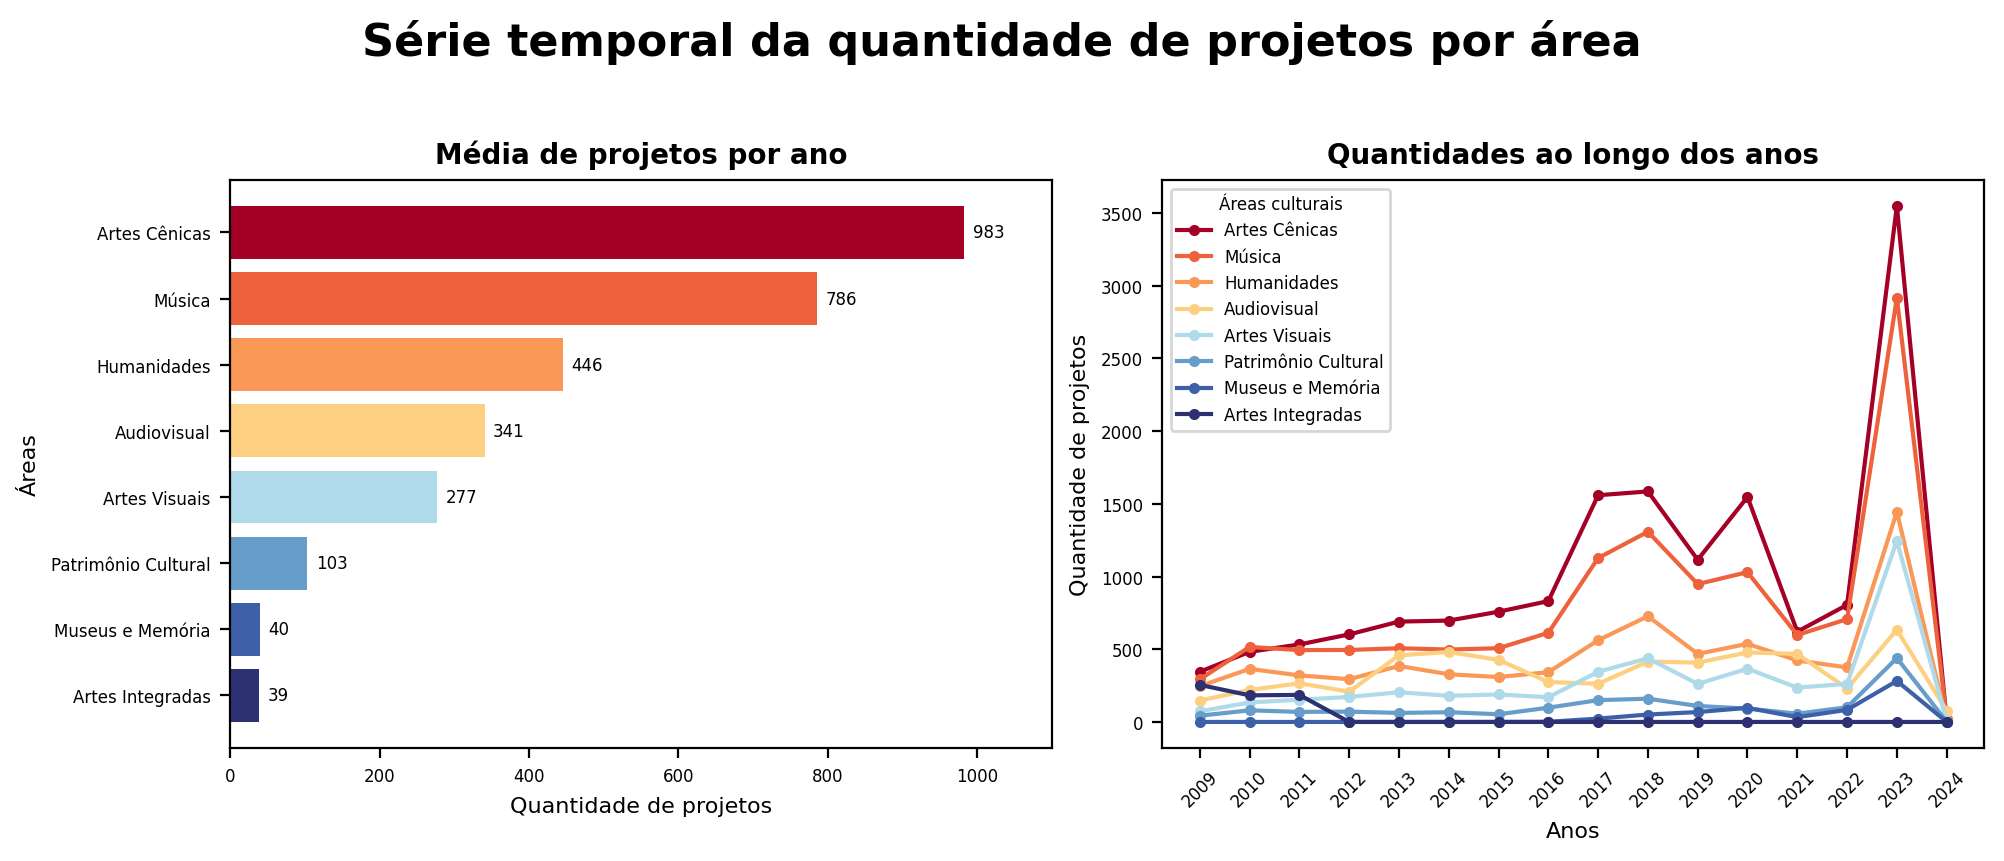 Série temporal da quantidade de projetos por área
Média de projetos por ano
Áreas
Artes Cênicas
983
Música
786
Humanidades
446
Audiovisual
341
Artes Visuais
277
Patrimônio Cultural
103
Museus e Memória
40
Artes Integradas
39
0 200 400 600 800 1000
Quantidade de projetos
Quantidades ao longo dos anos
Quantidade de projetos
3500
3000
2500
2000
1500
1000
500
0
Áreas culturais
Artes Cênicas
Música
Humanidades
Audiovisual
Artes Visuais
Patrimônio Cultural
Museus e Memória
Artes Integradas
2009 2010 2011 2012 2013 2014 2015 2016 2017 2018 2019 2020 2021 2022 2023 2024
Anos